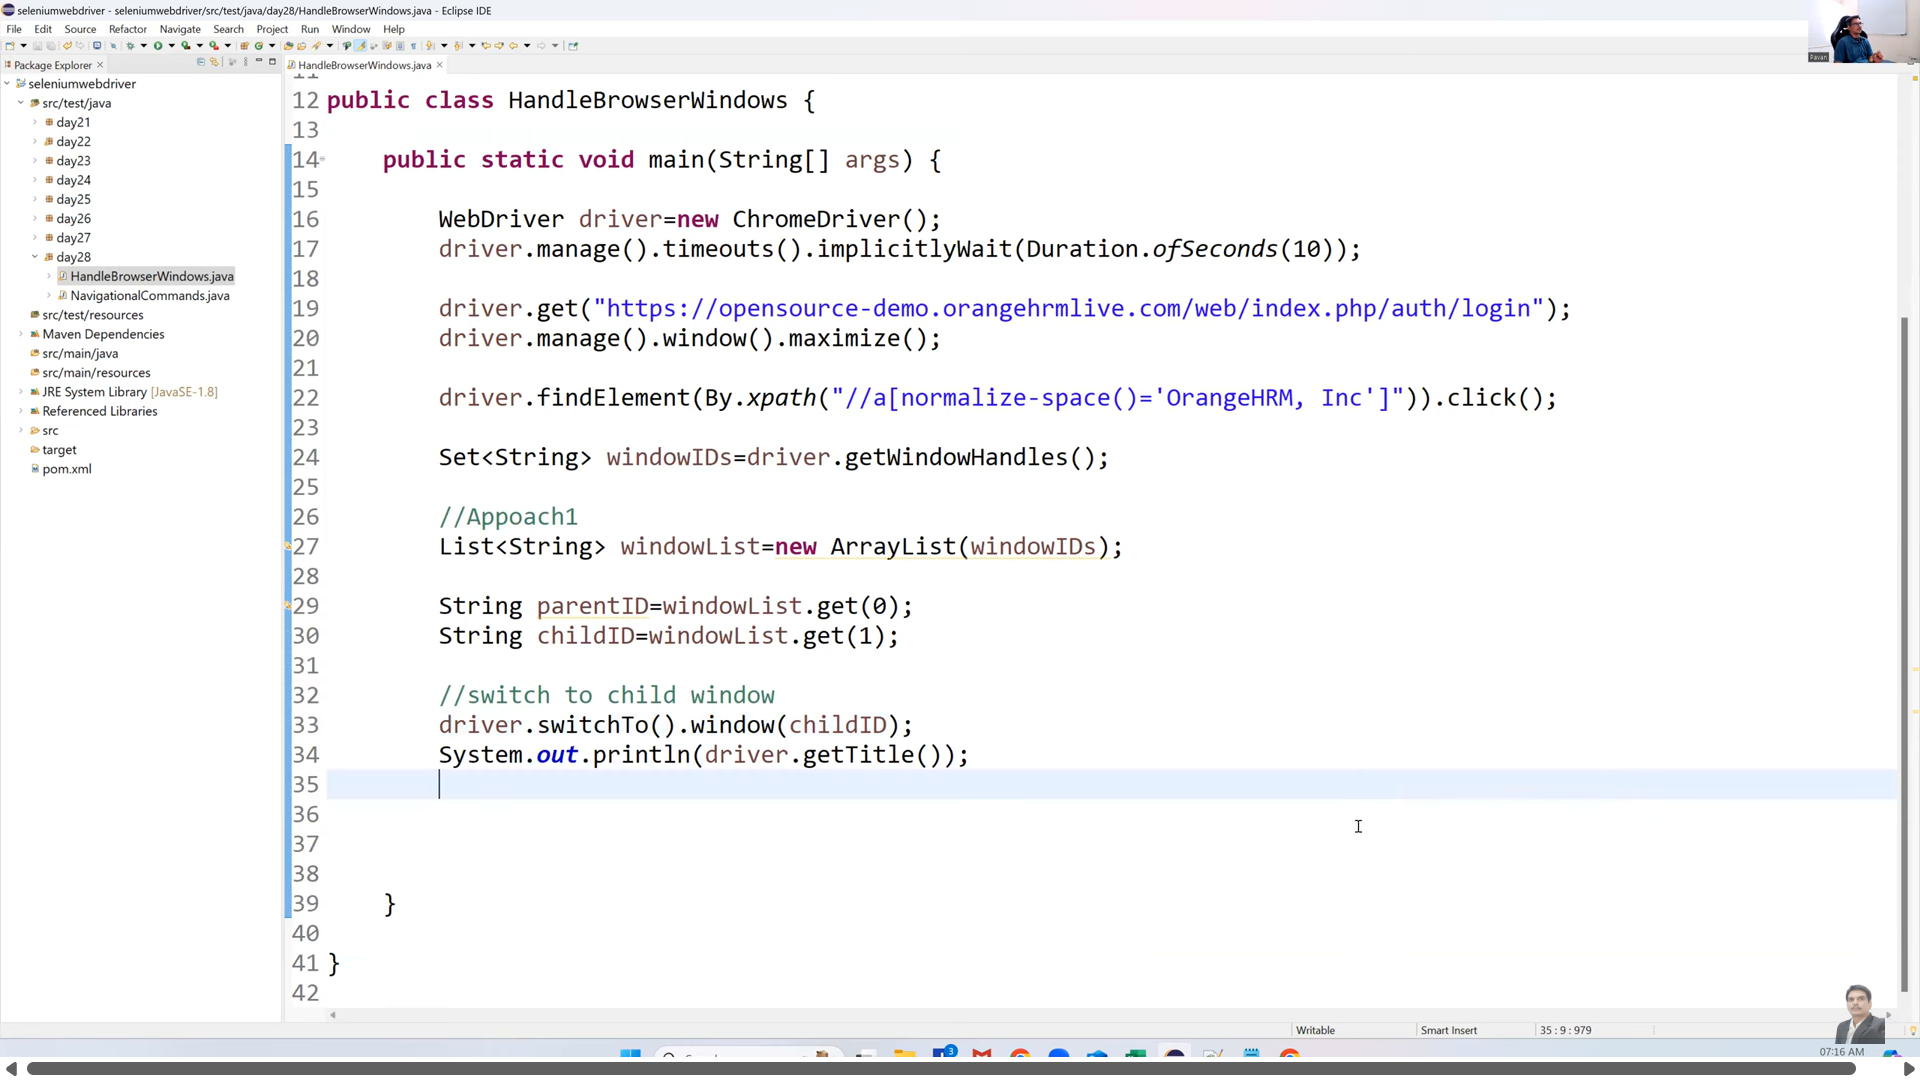 seleniumwebdriver - seleniumwebdriver/src/test/java/day28/HandleBrowserWindows.java - Eclipse IDE
File Edit Source Refactor Navigate Search Project Run Window Help
Package Explorer
HandleBrowserWindows.java
seleniumwebdriver
src/test/java
day21
day22
day23
day24
day25
day26
day27
day28
HandleBrowserWindows.java
NavigationalCommands.java
src/test/resources
Maven Dependencies
src/main/java
src/main/resources
JRE System Library [JavaSE-1.8]
Referenced Libraries
src
target
pom.xml
12 public class HandleBrowserWindows {
13
14 public static void main(String[] args) {
15
16 WebDriver driver=new ChromeDriver();
17 driver.manage().timeouts().implicitlyWait(Duration.ofSeconds(10));
18
19 driver.get("https://opensource-demo.orangehrmlive.com/web/index.php/auth/login");
20 driver.manage().window().maximize();
21
22 driver.findElement(By.xpath("//a[normalize-space()='OrangeHRM, Inc']")).click();
23
24 Set<String> windowIDs=driver.getWindowHandles();
25
26 //Appoach1
27 List<String> windowList=new ArrayList(windowIDs);
28
29 String parentID=windowList.get(0);
30 String childID=windowList.get(1);
31
32 //switch to child window
33 driver.switchTo().window(childID);
34 System.out.println(driver.getTitle());
35
36
37
38
39 }
40
41 }
42
Pavan
Writable Smart Insert 35 : 9 : 979
3
07:16 AM